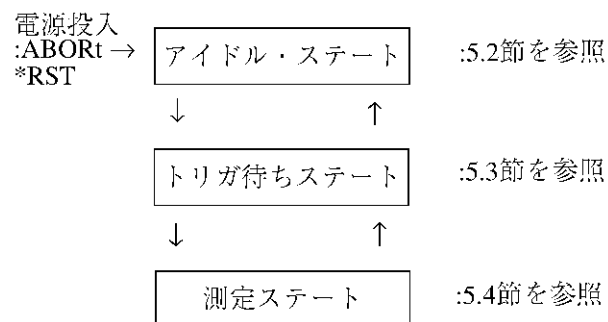 電源投入
:ABORt → アイドル・ステート :5.2節を参照
*RST
↓ ↑
トリガ待ちステート :5.3節を参照
↓ ↑
測定ステート :5.4節を参照